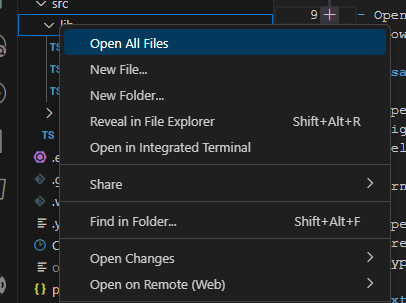 src
lib
Open All Files
New File...
New Folder...
Reveal in File Explorer Shift+Alt+R
Open in Integrated Terminal
Share
Find in Folder... Shift+Alt+F
Open Changes
Open on Remote (Web)
TS
TS
TS
TS
.e
.g
.v
.y
p
9 +
- Open